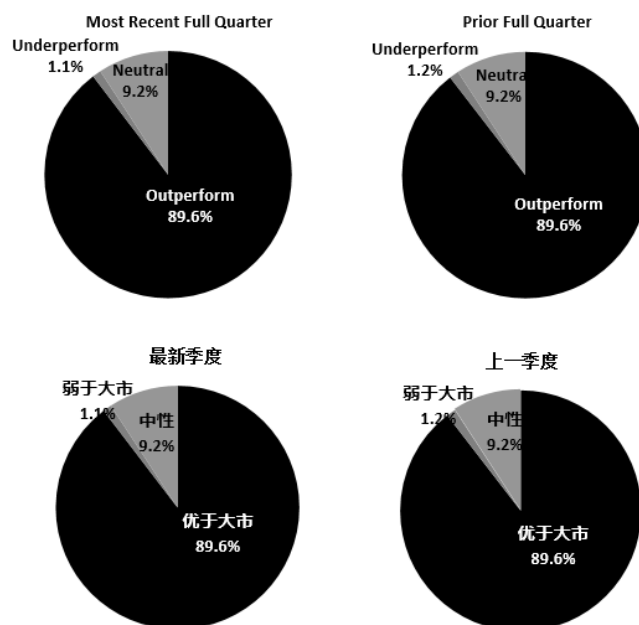 Most Recent Full Quarter
Prior Full Quarter
Underperform
1.1%
Neutral
9.2%
Outperform
89.6%
Underperform
1.2%
Neutral
9.2%
Outperform
89.6%
最新季度
上一季度
弱于大市
1.1%
中性
9.2%
优于大市
89.6%
弱于大市
1.2%
中性
9.2%
优于大市
89.6%